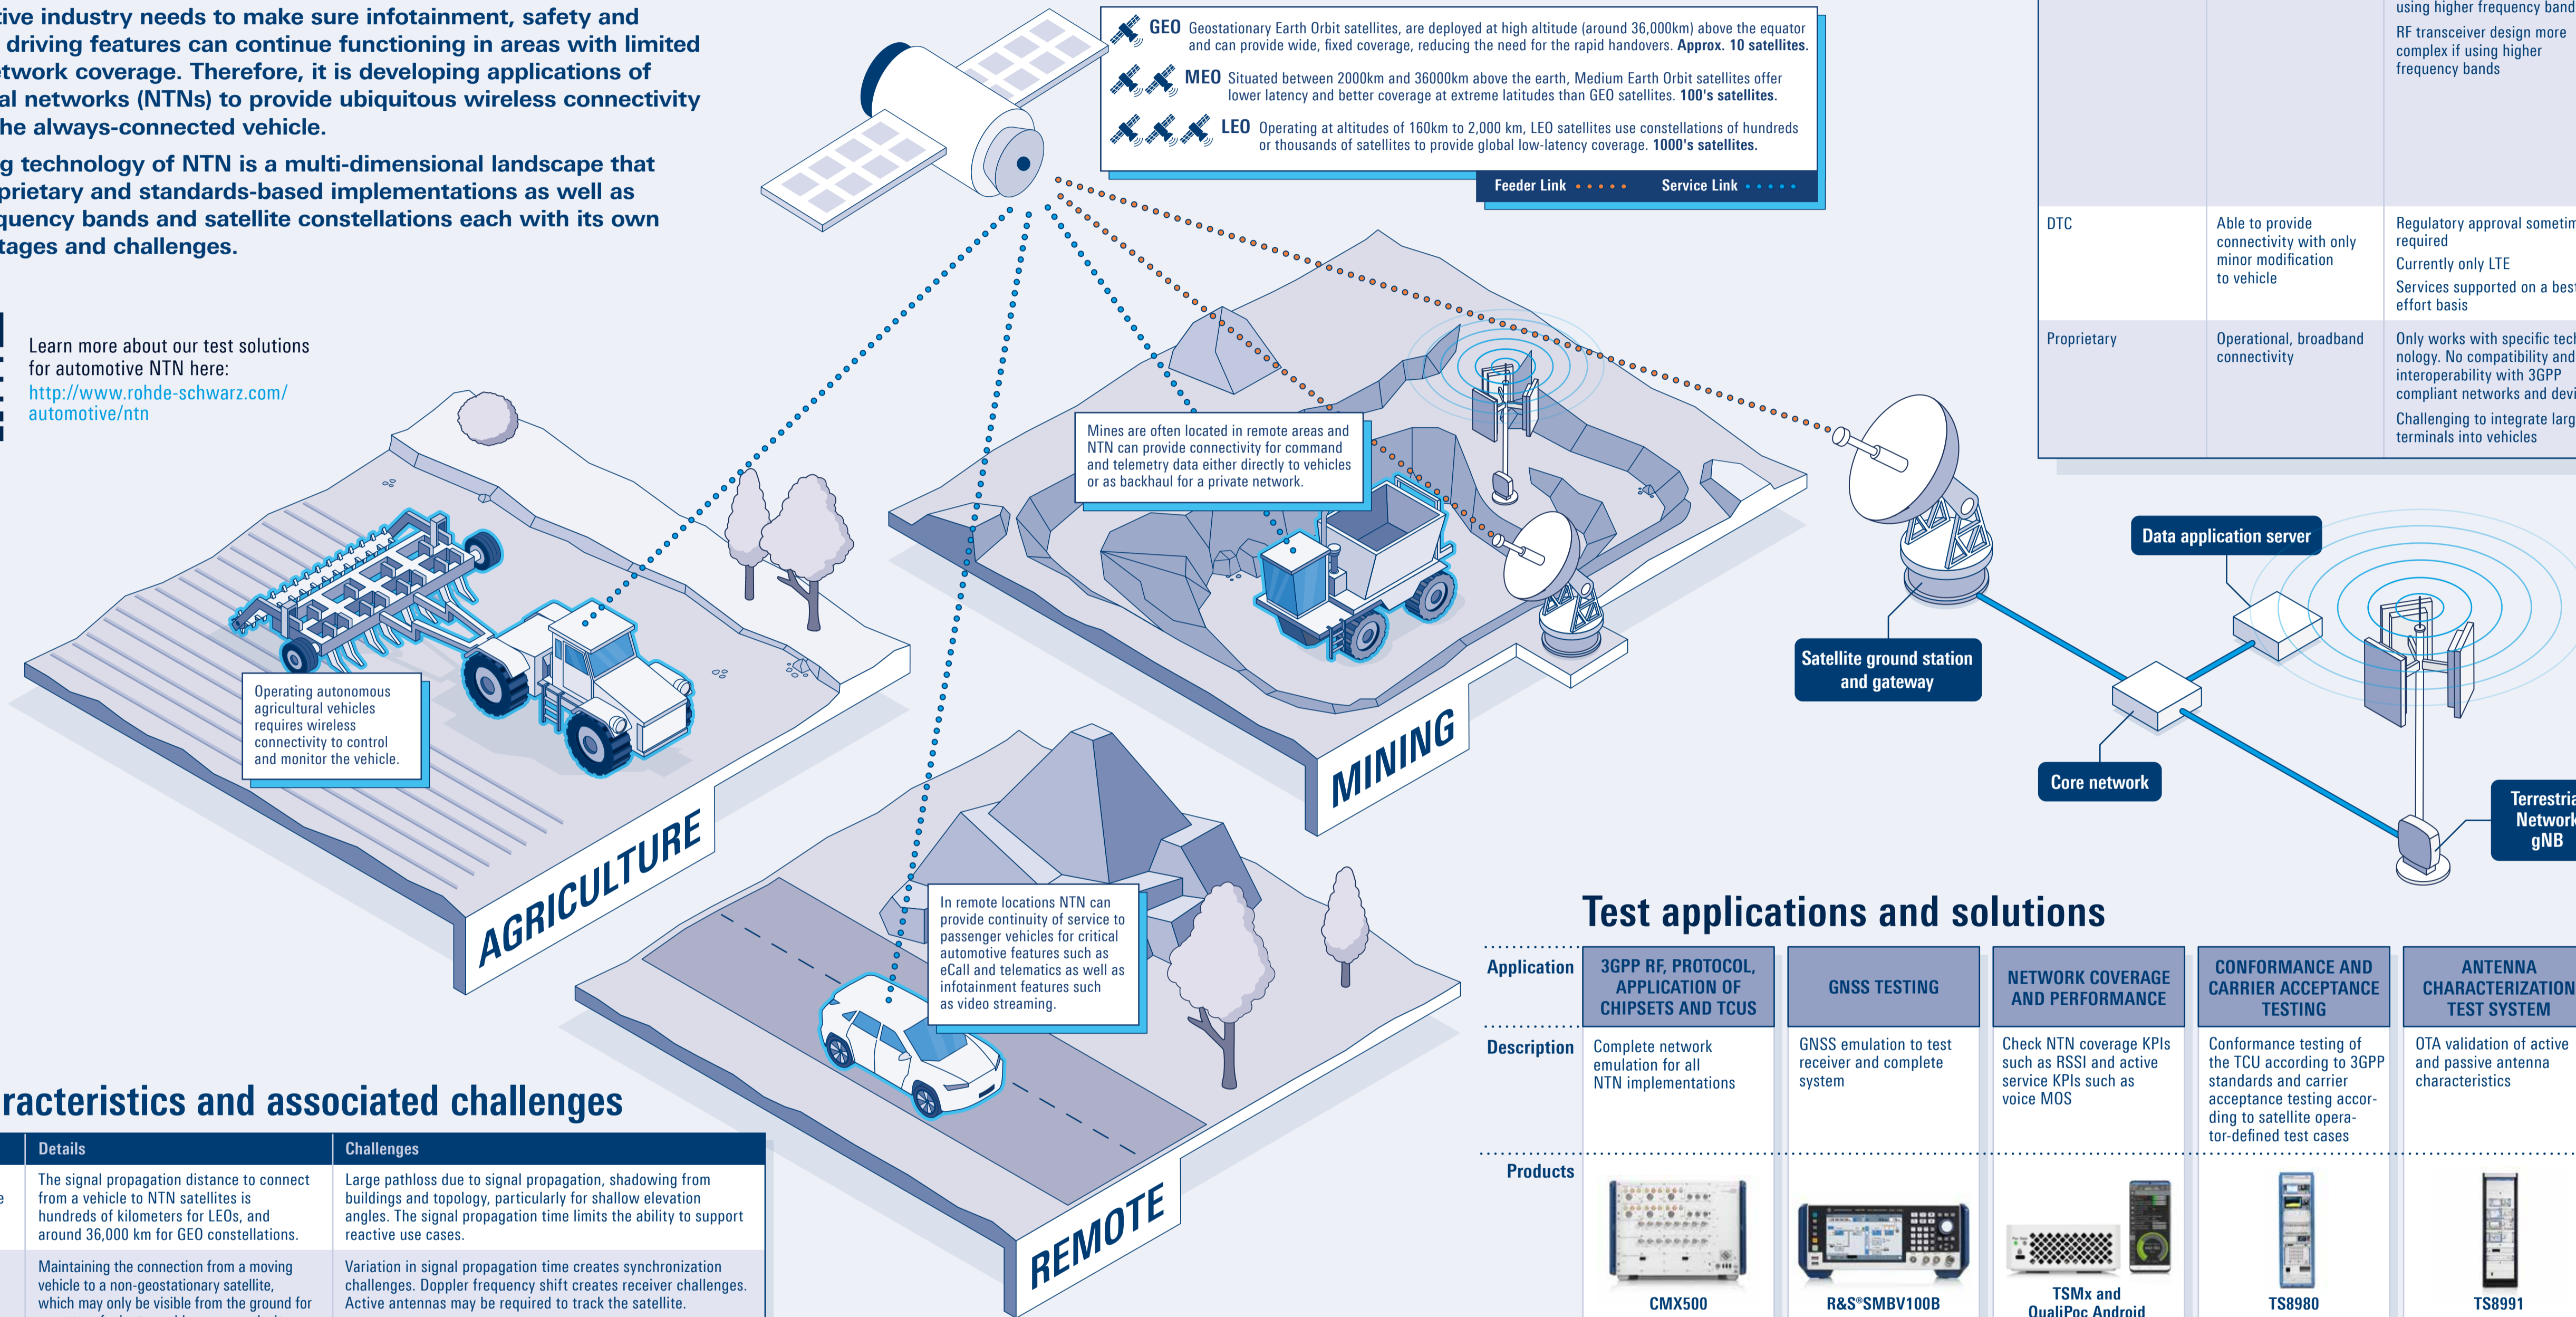 tive industry needs to make sure infotainment, safety and
driving features can continue functioning in areas with limited
twork coverage. Therefore, it is developing applications of
al networks (NTNs) to provide ubiquitous wireless connectivity
he always-connected vehicle.
g technology of NTN is a multi-dimensional landscape that
prietary and standards-based implementations as well as
quency bands and satellite constellations each with its own
tages and challenges.
Learn more about our test solutions
for automotive NTN here:
http://www.rohde-schwarz.com/
automotive/ntn
GEO Geostationary Earth Orbit satellites, are deployed at high altitude (around 36,000km) above the equator
and can provide wide, fixed coverage, reducing the need for the rapid handovers. Approx. 10 satellites.
MEO Situated between 2000km and 36000km above the earth, Medium Earth Orbit satellites offer
lower latency and better coverage at extreme latitudes than GEO satellites. 100's satellites.
LEO Operating at altitudes of 160km to 2,000 km, LEO satellites use constellations of hundreds
or thousands of satellites to provide global low-latency coverage. 1000's satellites.
Feeder Link
Service Link
using higher frequency band
RF transceiver design more
complex if using higher
frequency bands
DTC
Able to provide
connectivity with only
minor modification
to vehicle
Regulatory approval sometim
required
Currently only LTE
Services supported on a best
effort basis
Proprietary
Operational, broadband
connectivity
Only works with specific tech
nology. No compatibility and
interoperability with 3GPP
compliant networks and devi
Challenging to integrate larg
terminals into vehicles
Mines are often located in remote areas and
NTN can provide connectivity for command
and telemetry data either directly to vehicles
or as backhaul for a private network.
MINING
Operating autonomous
agricultural vehicles
requires wireless
connectivity to control
and monitor the vehicle.
AGRICULTURE
In remote locations NTN can
provide continuity of service to
passenger vehicles for critical
automotive features such as
eCall and telematics as well as
infotainment features such
as video streaming.
REMOTE
Data application server
Satellite ground station
and gateway
Core network
Terrestria
Network
gNB
racteristics and associated challenges
Details
Challenges
The signal propagation distance to connect
from a vehicle to NTN satellites is
hundreds of kilometers for LEOs, and
around 36,000 km for GEO constellations.
Large pathloss due to signal propagation, shadowing from
buildings and topology, particularly for shallow elevation
angles. The signal propagation time limits the ability to support
reactive use cases.
Maintaining the connection from a moving
vehicle to a non-geostationary satellite,
which may only be visible from the ground for
Variation in signal propagation time creates synchronization
challenges. Doppler frequency shift creates receiver challenges.
Active antennas may be required to track the satellite.
Test applications and solutions
Application
3GPP RF, PROTOCOL,
APPLICATION OF
CHIPSETS AND TCUS
GNSS TESTING
NETWORK COVERAGE
AND PERFORMANCE
CONFORMANCE AND
CARRIER ACCEPTANCE
TESTING
ANTENNA
CHARACTERIZATION
TEST SYSTEM
Description
Complete network
emulation for all
NTN implementations
GNSS emulation to test
receiver and complete
system
Check NTN coverage KPIs
such as RSSI and active
service KPIs such as
voice MOS
Conformance testing of
the TCU according to 3GPP
standards and carrier
acceptance testing accor-
ding to satellite opera-
tor-defined test cases
OTA validation of active
and passive antenna
characteristics
Products
CMX500
R&S®SMBV100B
TSMx and
QualiPoc Android
TS8980
TS8991